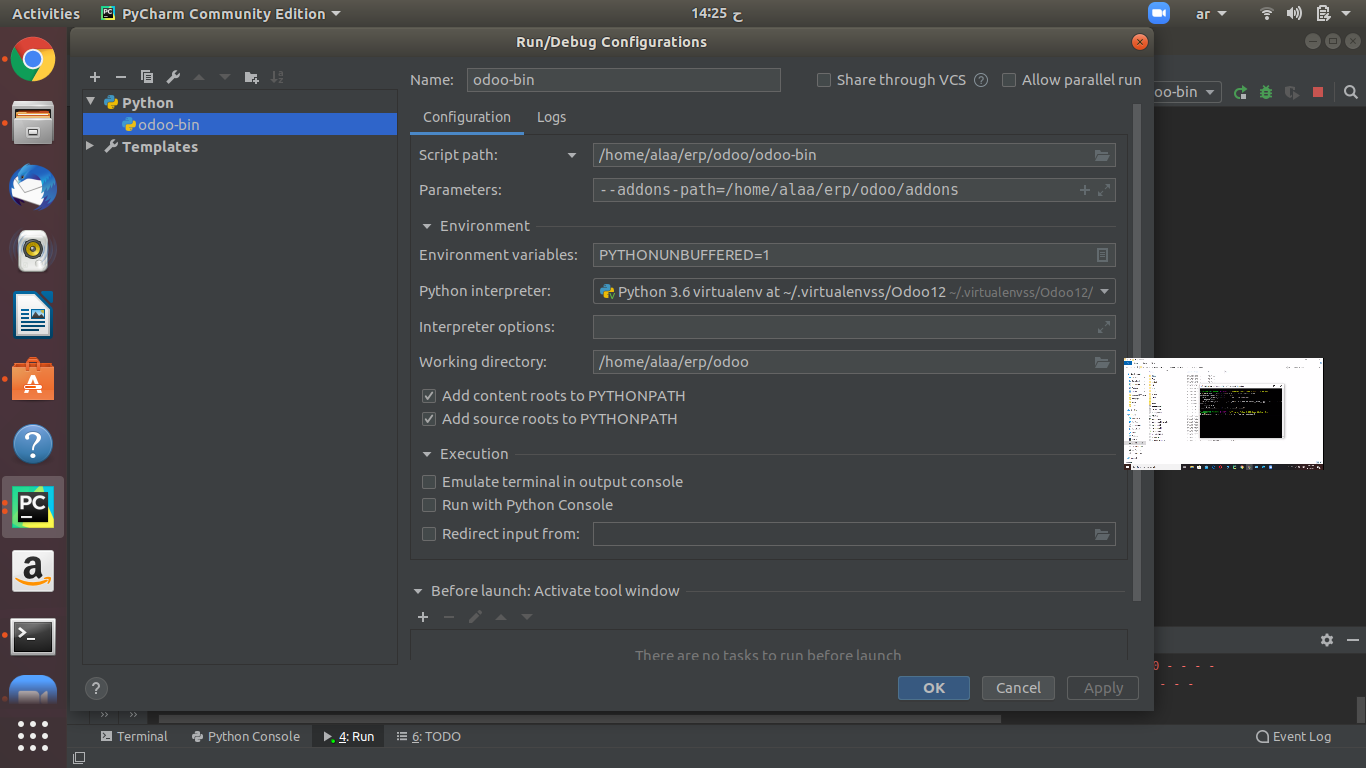 Activities
PyCharm Community Edition
14:25 ح
ar
Run/Debug Configurations
Name:
odoo-bin
Share through VCS
Allow parallel run
oo-bin
Python
odoo-bin
Templates
Configuration
Logs
Script path:
/home/alaa/erp/odoo/odoo-bin
Parameters:
--addons-path=/home/alaa/erp/odoo/addons
Environment
Environment variables:
PYTHONUNBUFFERED=1
Python interpreter:
Python 3.6 virtualenv at ~/.virtualenvss/Odoo12 ~/.virtualenvss/Odoo12/
Interpreter options:
Working directory:
/home/alaa/erp/odoo
Add content roots to PYTHONPATH
Add source roots to PYTHONPATH
Execution
Emulate terminal in output console
Run with Python Console
Redirect input from:
Before launch: Activate tool window
There are no tasks to run before launch
0 - - - -
- - -
OK
Cancel
Apply
Terminal
Python Console
4: Run
6: TODO
Event Log